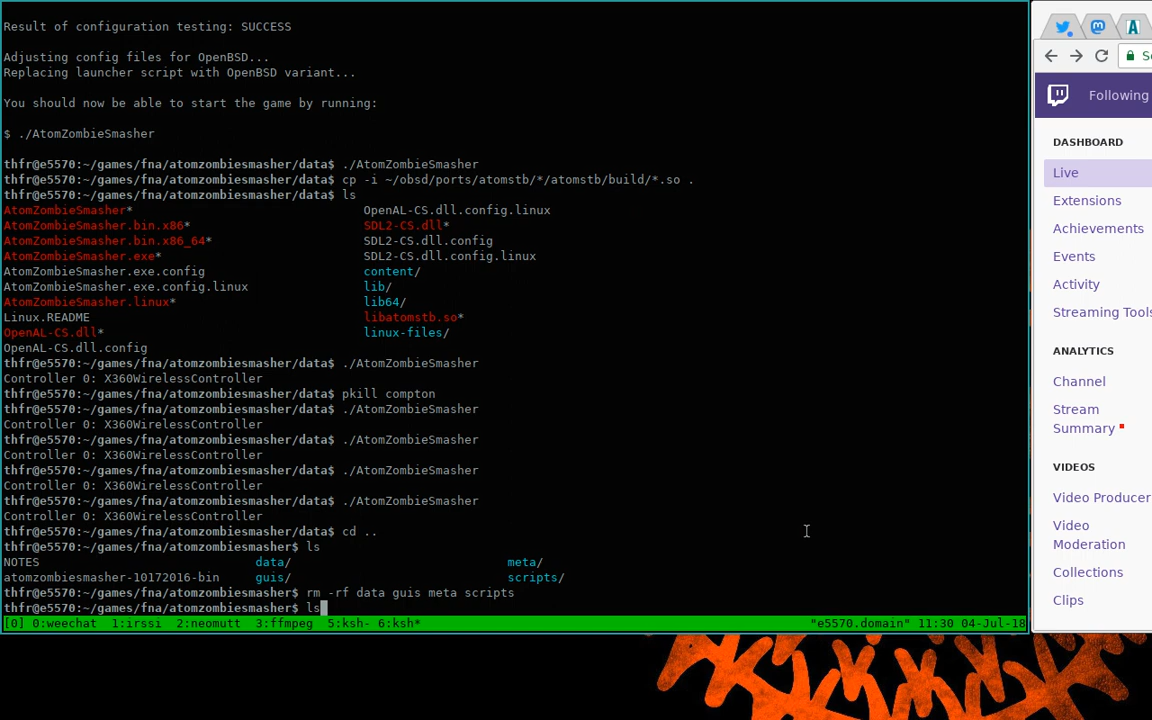 Result of configuration testing: SUCCESS
Adjusting config files for OpenBSD...
Replacing launcher script with OpenBSD variant...
You should now be able to start the game by running:
$ ./AtomZombieSmasher
thfr@e5570:~/games/fna/atomzombiesmasher/data$ ./AtomZombieSmasher
thfr@e5570:~/games/fna/atomzombiesmasher/data$ cp -i ~/obsd/ports/atomstb/*/atomstb/build/*.so .
thfr@e5570:~/games/fna/atomzombiesmasher/data$ ls
AtomZombieSmasher* OpenAL-CS.dll.config.linux
AtomZombieSmasher.bin.x86* SDL2-CS.dll*
AtomZombieSmasher.bin.x86_64* SDL2-CS.dll.config
AtomZombieSmasher.exe* SDL2-CS.dll.config.linux
AtomZombieSmasher.exe.config content/
AtomZombieSmasher.exe.config.linux lib/
AtomZombieSmasher.linux* lib64/
Linux.README libatomstb.so*
OpenAL-CS.dll* linux-files/
OpenAL-CS.dll.config
thfr@e5570:~/games/fna/atomzombiesmasher/data$ ./AtomZombieSmasher
Controller 0: X360WirelessController
thfr@e5570:~/games/fna/atomzombiesmasher/data$ pkill compton
thfr@e5570:~/games/fna/atomzombiesmasher/data$ ./AtomZombieSmasher
Controller 0: X360WirelessController
thfr@e5570:~/games/fna/atomzombiesmasher/data$ ./AtomZombieSmasher
Controller 0: X360WirelessController
thfr@e5570:~/games/fna/atomzombiesmasher/data$ ./AtomZombieSmasher
Controller 0: X360WirelessController
thfr@e5570:~/games/fna/atomzombiesmasher/data$ ./AtomZombieSmasher
Controller 0: X360WirelessController
thfr@e5570:~/games/fna/atomzombiesmasher/data$ cd ..
thfr@e5570:~/games/fna/atomzombiesmasher$ ls
NOTES data/ meta/
atomzombiesmasher-10172016-bin guis/ scripts/
thfr@e5570:~/games/fna/atomzombiesmasher$ rm -rf data guis meta scripts
thfr@e5570:~/games/fna/atomzombiesmasher$ ls
[0] 0:weechat 1:irssi 2:neomutt 3:ffmpeg 5:ksh- 6:ksh* "e5570.domain" 11:30 04-Jul-18
A
Following
DASHBOARD
Live
Extensions
Achievements
Events
Activity
Streaming Tools
ANALYTICS
Channel
Stream
Summary
VIDEOS
Video Producer
Video
Moderation
Collections
Clips